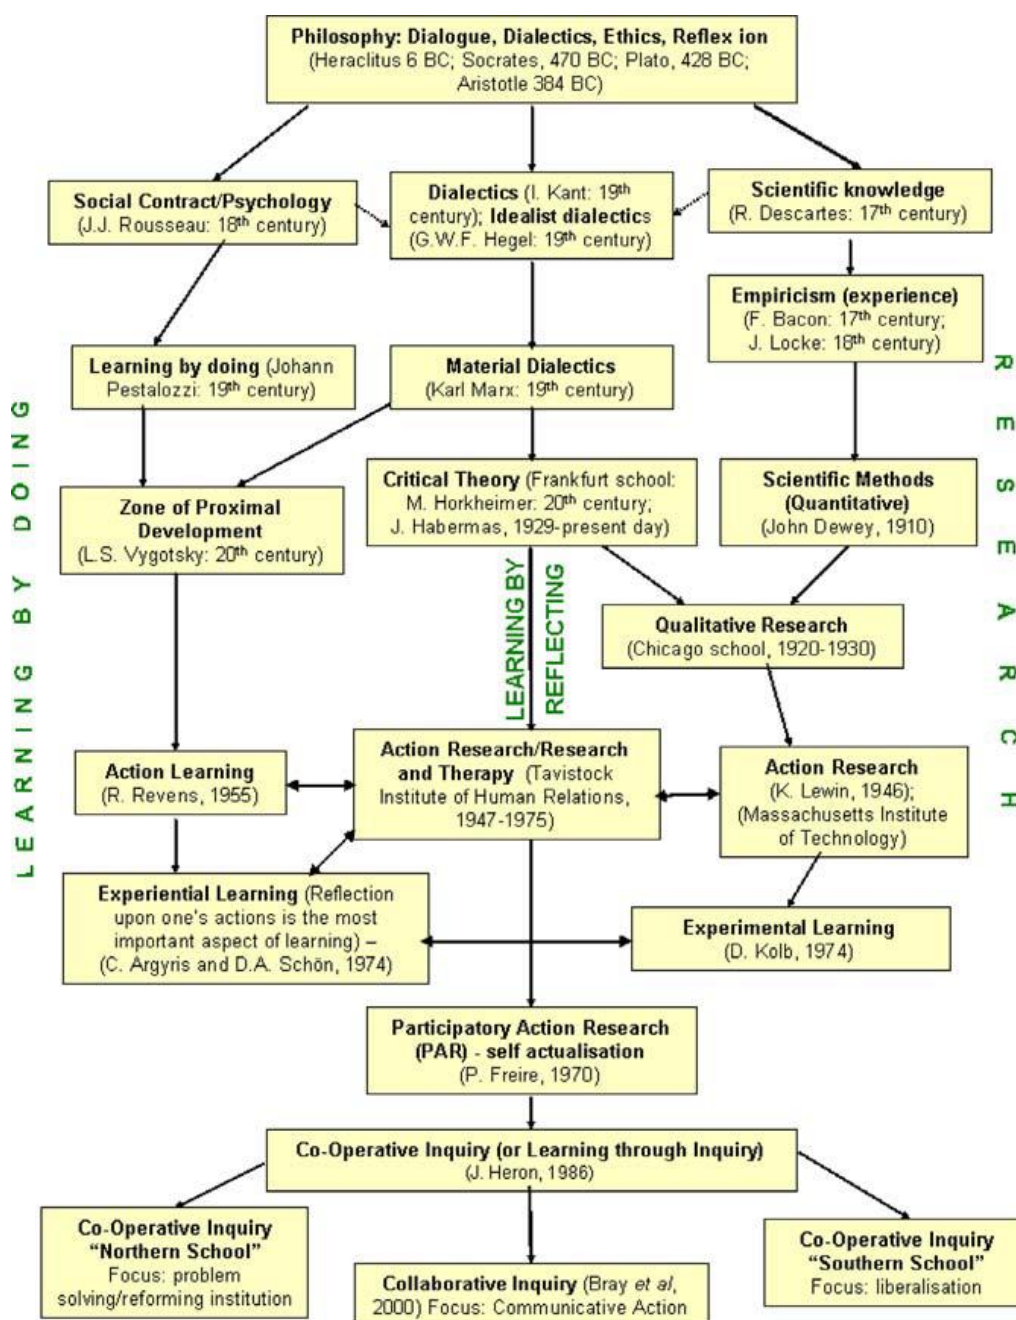 Philosophy: Dialogue, Dialectics, Ethics, Reflex ion
(Heraclitus 6 BC; Socrates, 470 BC; Plato, 428 BC;
Aristotle 384 BC)
Social Contract/Psychology
(J.J. Rousseau: 18th century)
Dialectics (I. Kant: 19th
century); Idealist dialectics
(G.W.F. Hegel: 19th century)
Scientific knowledge
(R. Descartes: 17th century)
Empiricism (experience)
(F. Bacon: 17th century;
J. Locke: 18th century)
Learning by doing (Johann
Pestalozzi: 19th century)
Material Dialectics
(Karl Marx: 19th century)
Zone of Proximal
Development
(L.S. Vygotsky: 20th century)
Critical Theory (Frankfurt school:
M. Horkheimer: 20th century;
J. Habermas, 1929-present day)
Scientific Methods
(Quantitative)
(John Dewey, 1910)
LEARNING BY DOING
LEARNING BY
REFLECTING
RESEARCH
Qualitative Research
(Chicago school, 1920-1930)
Action Learning
(R. Revens, 1955)
Action Research/Research
and Therapy (Tavistock
Institute of Human Relations,
1947-1975)
Action Research
(K. Lewin, 1946);
(Massachusetts Institute
of Technology)
Experiential Learning (Reflection
upon one's actions is the most
important aspect of learning) –
(C. Argyris and D.A. Schön, 1974)
Experimental Learning
(D. Kolb, 1974)
Participatory Action Research
(PAR) - self actualisation
(P. Freire, 1970)
Co-Operative Inquiry (or Learning through Inquiry)
(J. Heron, 1986)
Co-Operative Inquiry
“Northern School”
Focus: problem
solving/reforming institution
Collaborative Inquiry (Bray et al,
2000) Focus: Communicative Action
Co-Operative Inquiry
“Southern School”
Focus: liberalisation